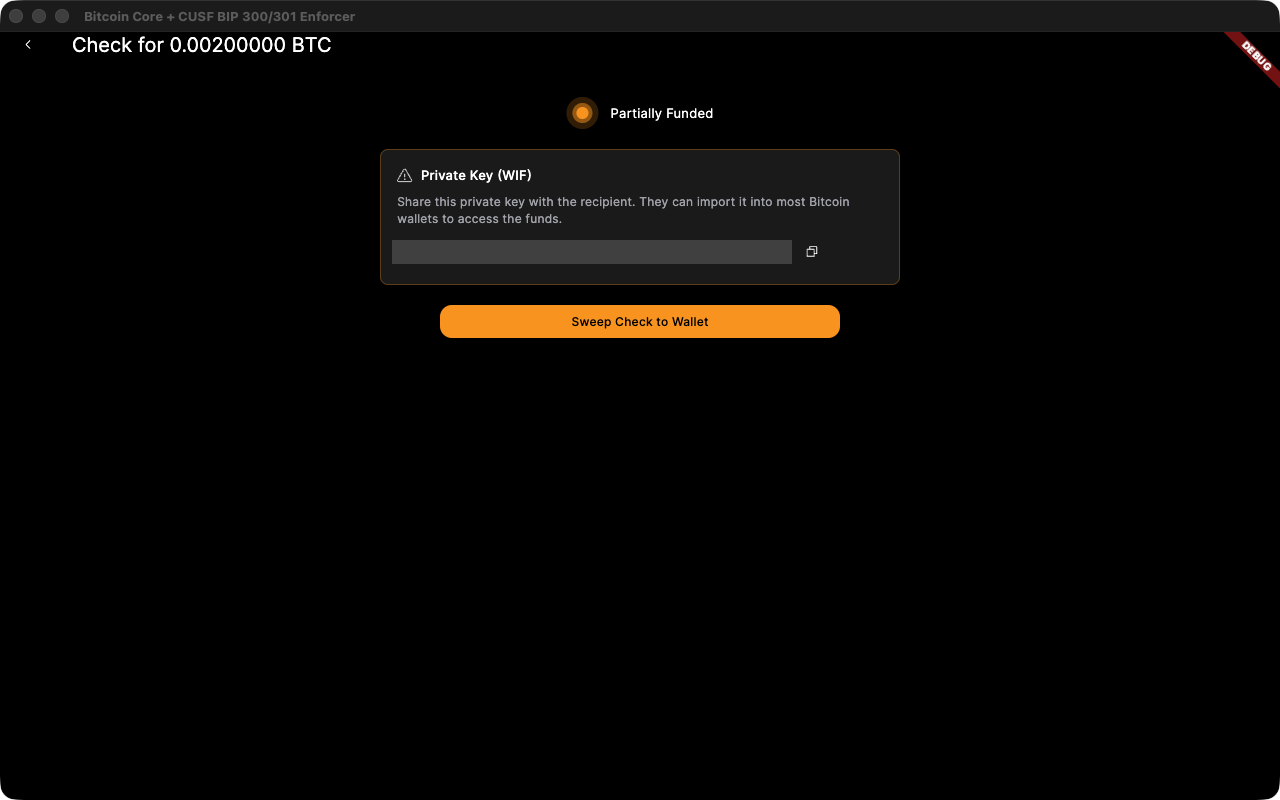 Bitcoin Core + CUSF BIP 300/301 Enforcer
Check for 0.00200000 BTC
DEBUG
Partially Funded
Private Key (WIF)
Share this private key with the recipient. They can import it into most Bitcoin
wallets to access the funds.
Sweep Check to Wallet